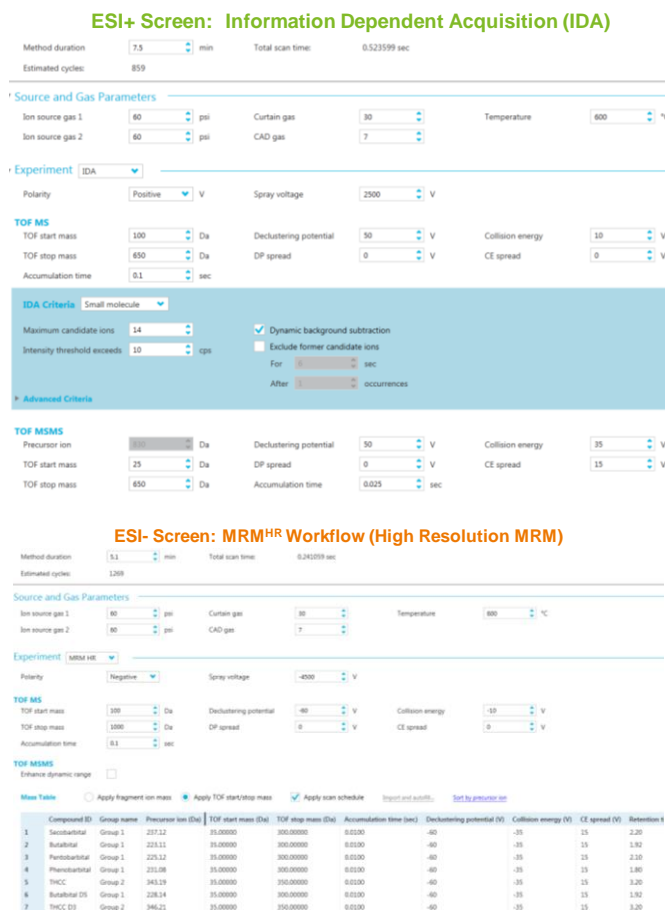 ESI+ Screen: Information Dependent Acquisition (IDA)
Method duration 7.5 min Total scan time: 0.523599 sec
Estimated cycles: 859
Source and Gas Parameters
Ion source gas 1 60 psi Curtain gas 30 Temperature 600
Ion source gas 2 60 psi CAD gas 7
Experiment IDA
Polarity Positive V Spray voltage 2500 V
TOF MS
TOF start mass 100 Da Declustering potential 50 V Collision energy 10 V
TOF stop mass 650 Da DP spread 0 V CE spread 0 V
Accumulation time 0.1 sec
IDA Criteria Small molecule
Maximum candidate ions 14 Dynamic background subtraction
Intensity threshold exceeds 10 cps Exclude former candidate ions
For sec
After occurrences
Advanced Criteria
TOF MSMS
Precursor ion Da Declustering potential 50 V Collision energy 35 V
TOF start mass 25 Da DP spread 0 V CE spread 15 V
TOF stop mass 650 Da Accumulation time 0.025 sec
ESI- Screen: MRMHR Workflow (High Resolution MRM)
Method duration 5.1 min Total scan time: 0.241059 sec
Estimated cycles: 1269
Source and Gas Parameters
Ion source gas 1 60 psi Curtain gas 30 Temperature 600 °C
Ion source gas 2 60 psi CAD gas 7
Experiment MRM HR
Polarity Negative Spray voltage -4500 V
TOF MS
TOF start mass 100 Da Declustering potential -60 V Collision energy -10 V
TOF stop mass 1000 Da DP spread 0 V CE spread 0 V
Accumulation time 0.1 sec
TOF MSMS
Enhance dynamic range
Mass Table Apply fragment ion mass Apply TOF start/stop mass Apply scan schedule Import and autofill... Sort by precursor ion
Compound ID Group name Precursor ion (Da) TOF start mass (Da) TOF stop mass (Da) Accumulation time (sec) Declustering potential (V) Collision energy (V) CE spread (V) Retention t
1 Secobarbital Group 1 237.12 35.00000 300.00000 0.0100 -60 -35 15 2.20
2 Butalbital Group 1 223.11 35.00000 300.00000 0.0100 -60 -35 15 1.92
3 Pentobarbital Group 1 225.12 35.00000 300.00000 0.0100 -60 -35 15 2.10
4 Phenobarbital Group 1 231.08 35.00000 300.00000 0.0100 -60 -35 15 1.80
5 THCC Group 2 343.19 35.00000 350.00000 0.0100 -60 -35 15 3.20
6 Butalbital D5 Group 1 228.14 35.00000 300.00000 0.0100 -60 -35 15 1.92
7 THCC D3 Group 2 346.21 35.00000 350.00000 0.0100 -60 -35 15 3.20